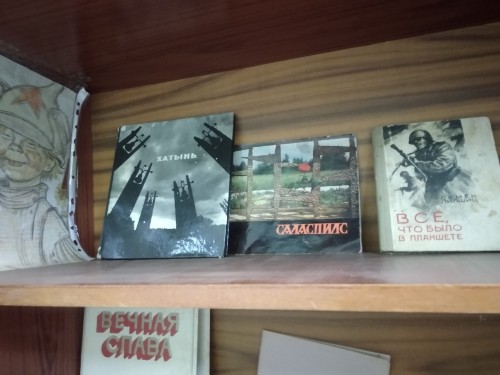 ХАТЫНЬ
САЛАСПИЛС
ВСЁ,
ЧТО БЫЛО
В ПЛАНШЕТЕ
ВЕЧНАЯ
СЛАВА